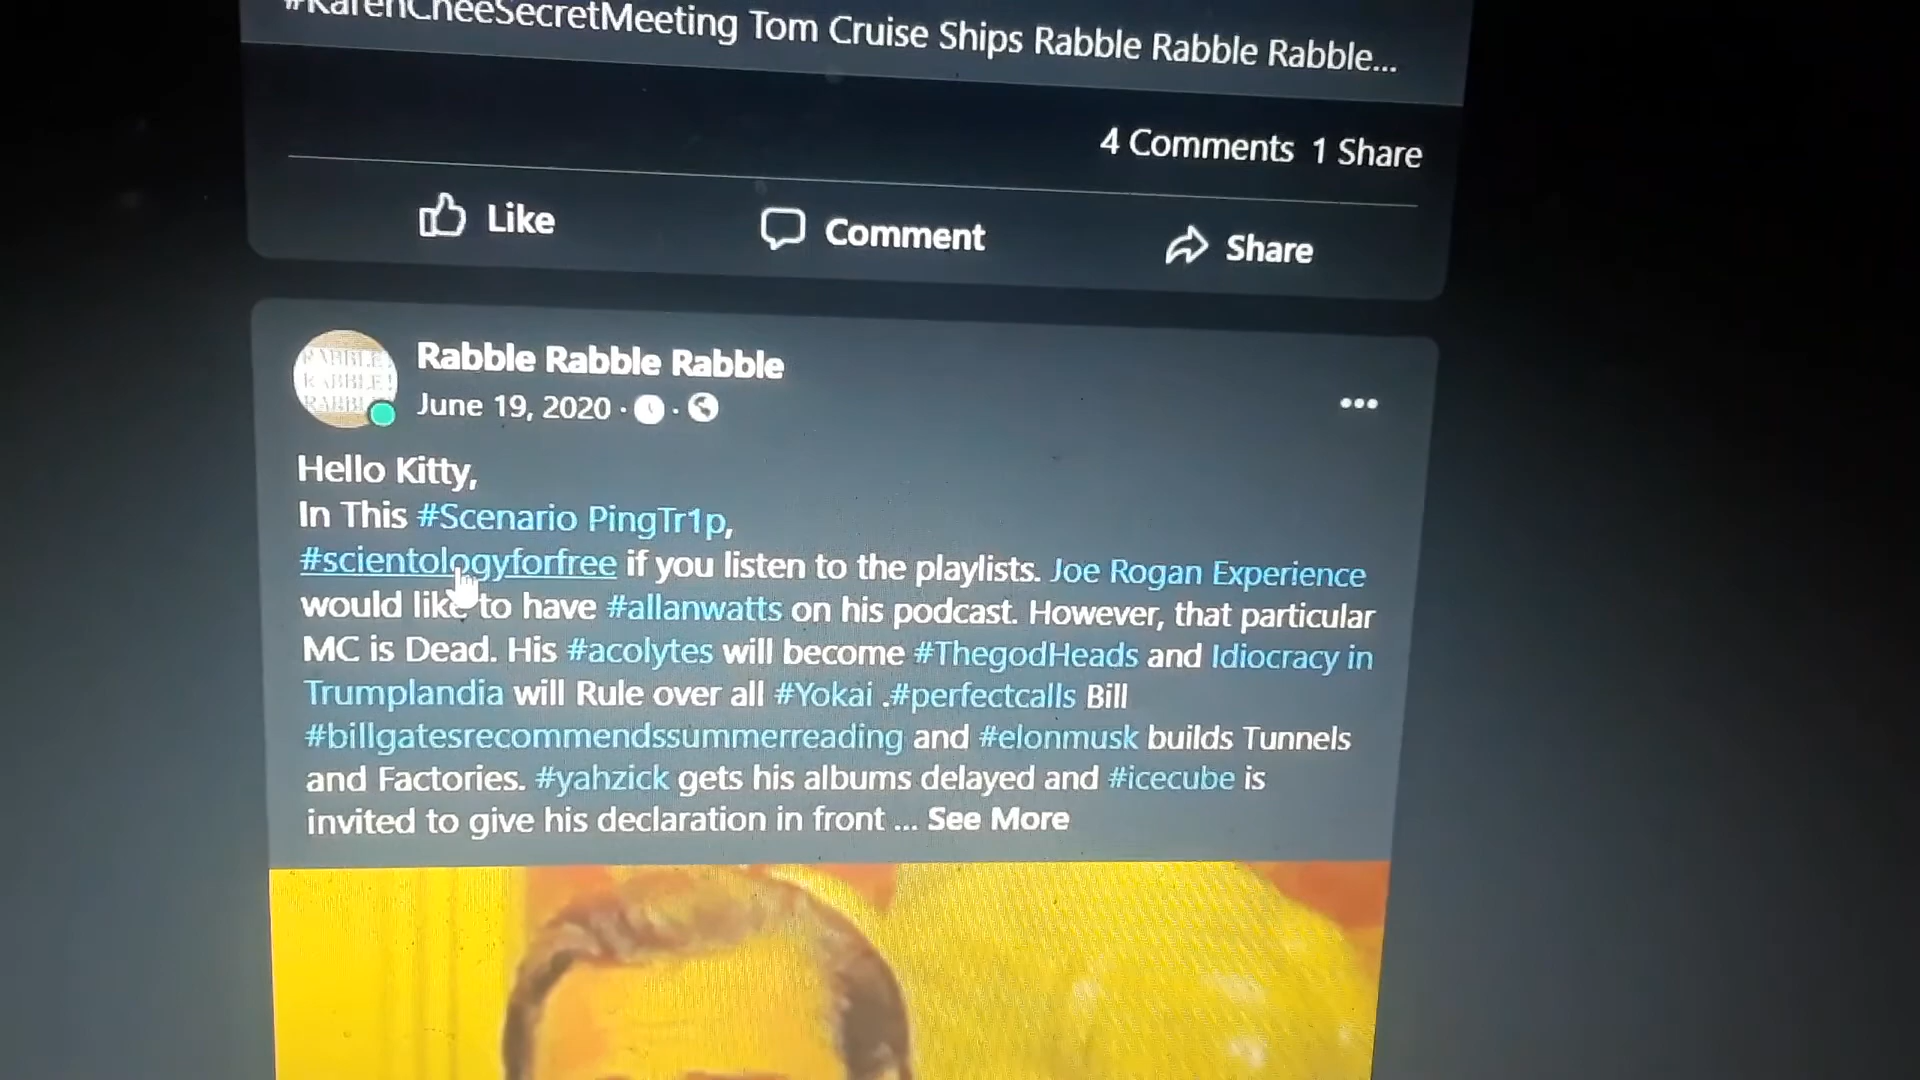 #KarenCheeSecretMeeting Tom Cruise Ships Rabble Rabble Rabble...
4 Comments 1 Share
Like Comment Share
RABBLE!
RABBLE!
RABBL
Rabble Rabble Rabble
June 19, 2020 · ·
Hello Kitty,
In This #Scenario PingTr1p,
#scientologyforfree if you listen to the playlists. Joe Rogan Experience
would like to have #allanwatts on his podcast. However, that particular
MC is Dead. His #acolytes will become #ThegodHeads and Idiocracy in
Trumplandia will Rule over all #Yokai .#perfectcalls Bill
#billgatesrecommendssummerreading and #elonmusk builds Tunnels
and Factories. #yahzick gets his albums delayed and #icecube is
invited to give his declaration in front ... See More